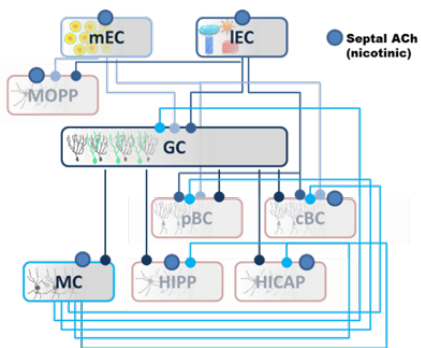 mEC
lEC
Septal ACh
(nicotinic)
MOPP
GC
pBC
cBC
MC
HIPP
HICAP